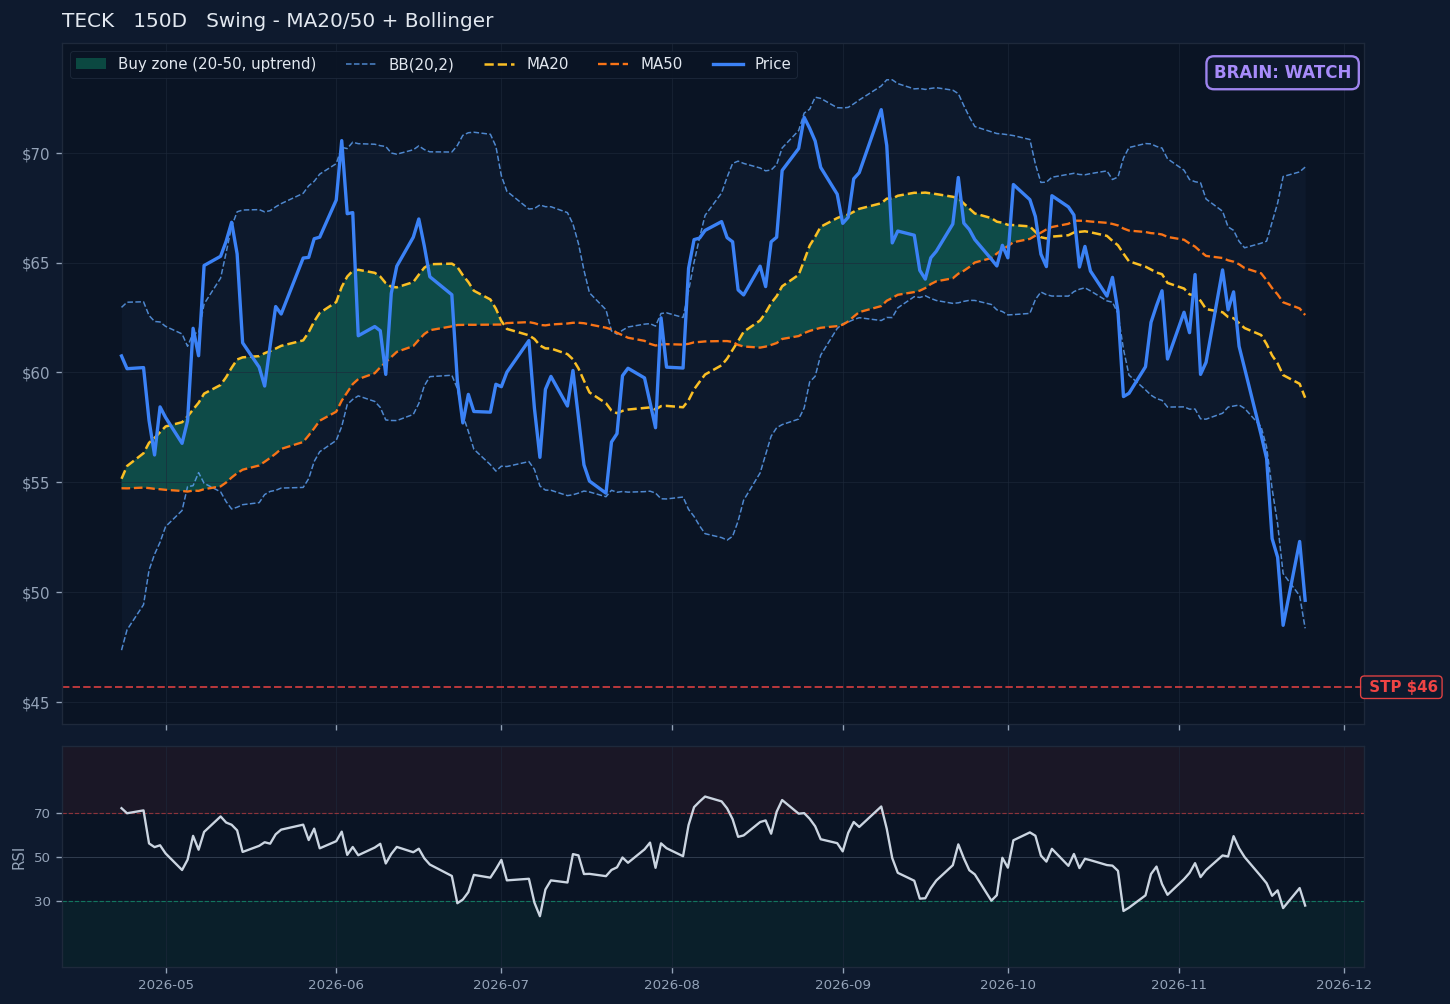 TECK   150D   Swing - MA20/50 + Bollinger
Buy zone (20-50, uptrend)   BB(20,2)   MA20   MA50   Price
BRAIN: WATCH
$70
$65
$60
$55
$50
$45
STP $46
RSI
70
50
30
2026-05   2026-06   2026-07   2026-08   2026-09   2026-10   2026-11   2026-12